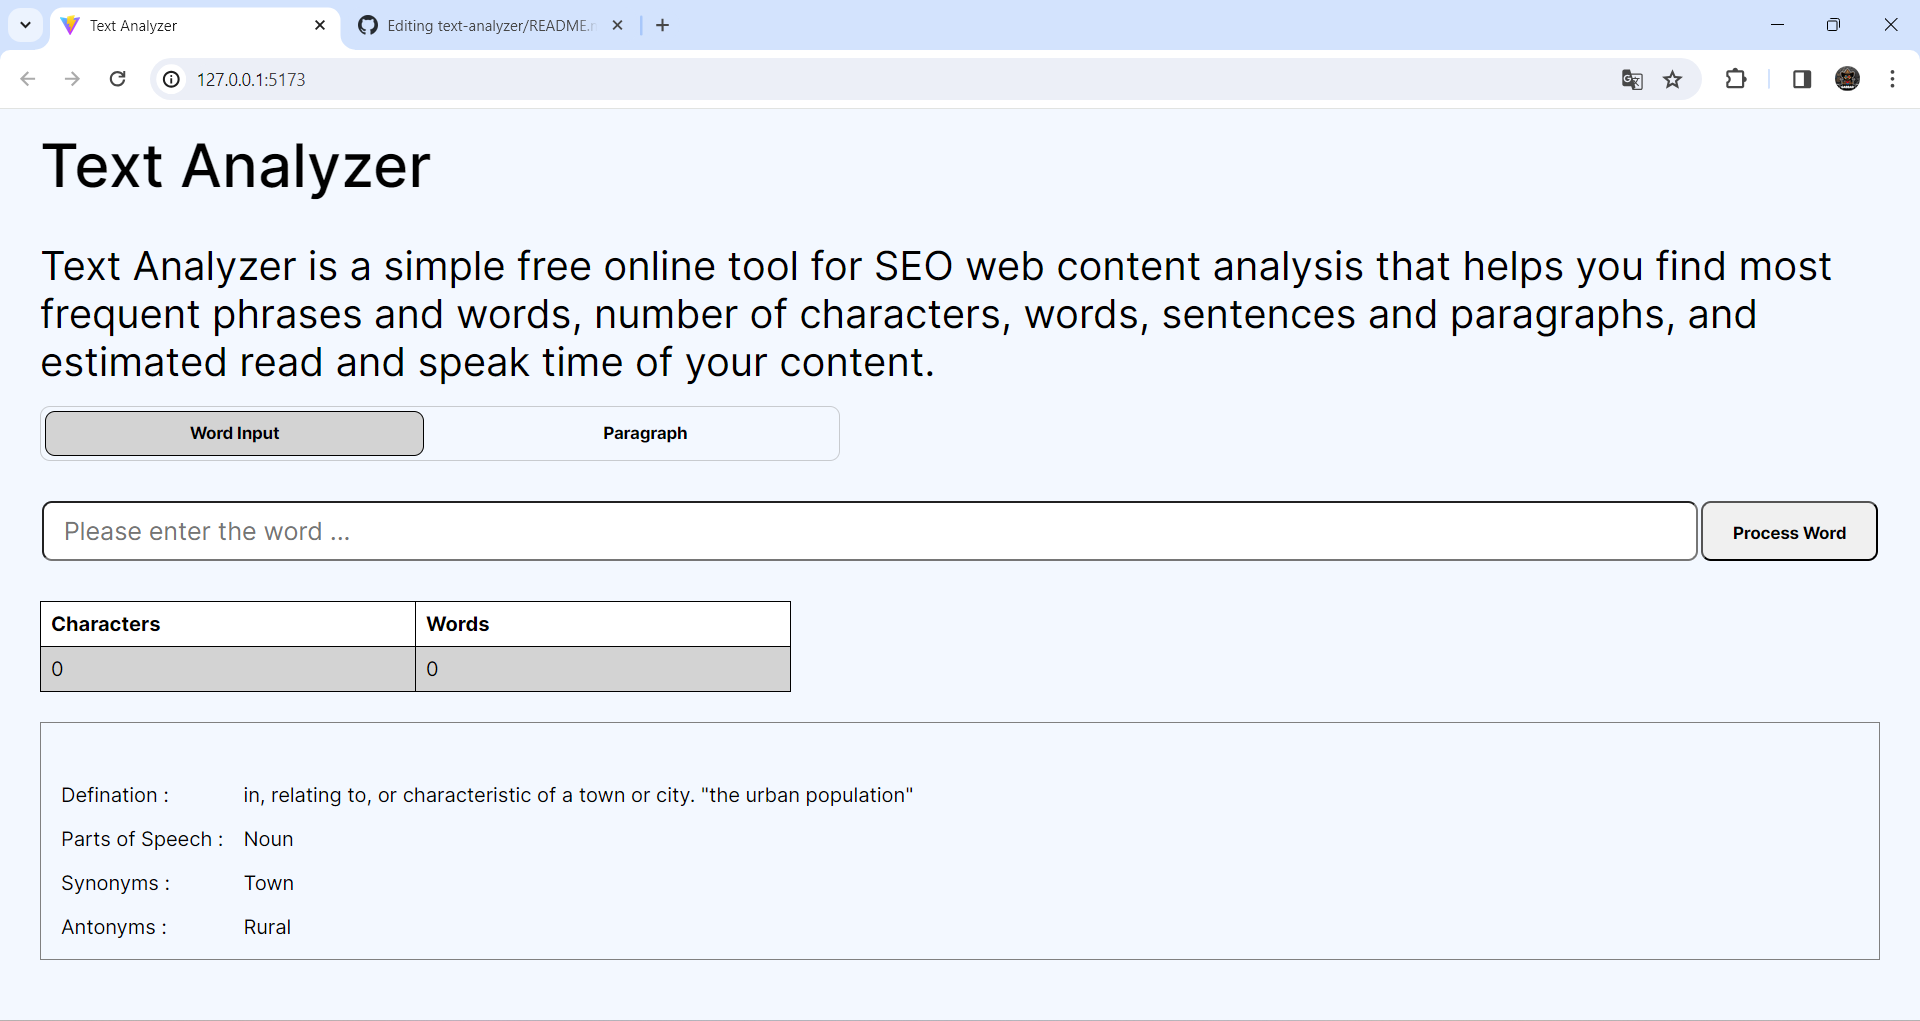 Text Analyzer
Editing text-analyzer/README.
127.0.0.1:5173
Text Analyzer
Text Analyzer is a simple free online tool for SEO web content analysis that helps you find most
frequent phrases and words, number of characters, words, sentences and paragraphs, and
estimated read and speak time of your content.
Word Input
Paragraph
Please enter the word ...
Process Word
Characters Words
0 0
Defination : in, relating to, or characteristic of a town or city. "the urban population"
Parts of Speech : Noun
Synonyms : Town
Antonyms : Rural